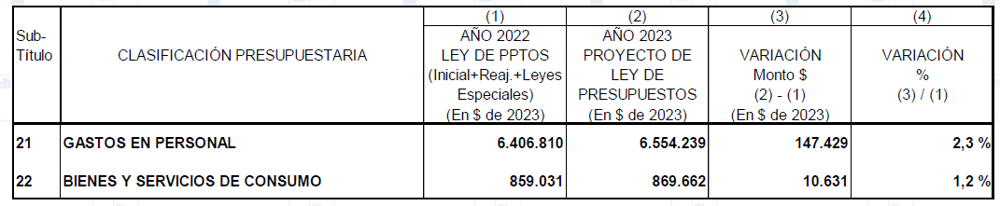 (1) (2) (3) (4)
Sub-
Título
CLASIFICACIÓN PRESUPUESTARIA
AÑO 2022
LEY DE PPTOS
(Inicial+Reaj.+Leyes
Especiales)
(En $ de 2023)
AÑO 2023
PROYECTO DE
LEY DE
PRESUPUESTOS
(En $ de 2023)
VARIACIÓN
Monto $
(2) - (1)
(En $ de 2023)
VARIACIÓN
%
(3) / (1)
21 GASTOS EN PERSONAL 6.406.810 6.554.239 147.429 2,3 %
22 BIENES Y SERVICIOS DE CONSUMO 859.031 869.662 10.631 1,2 %